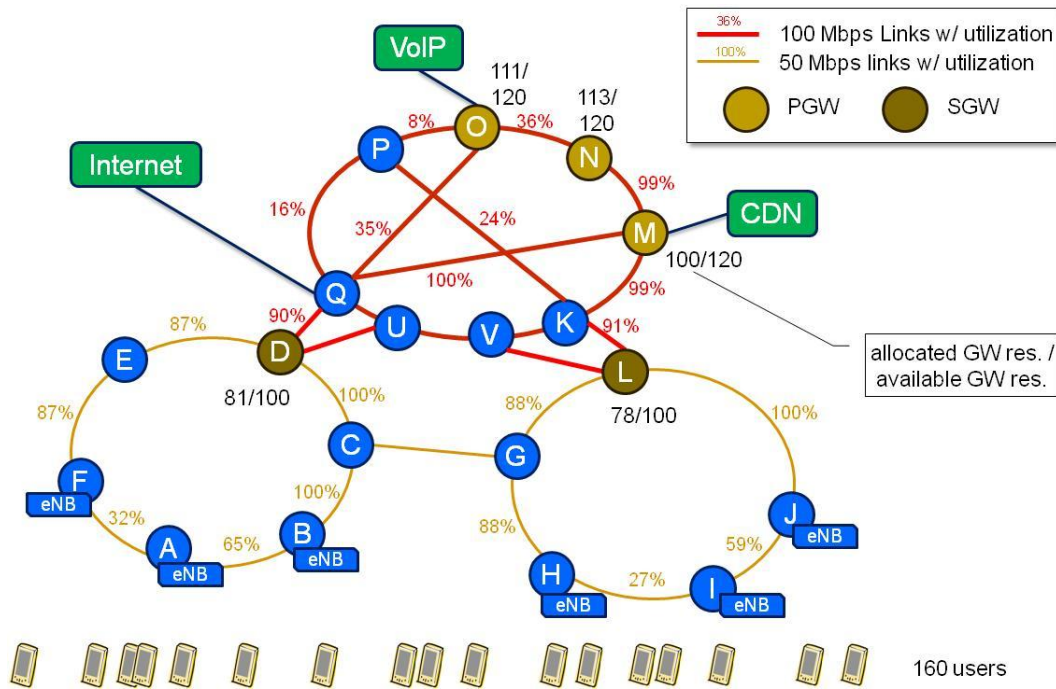 36%
100 Mbps Links w/ utilization
100%
50 Mbps links w/ utilization
PGW
SGW
VoIP
111/
120
113/
120
8%
O
36%
P
N
Internet
99%
16%
35%
24%
M
CDN
100/120
100%
99%
Q
90%
U
V
K
91%
87%
E
D
L
allocated GW res. /
available GW res.
81/100
78/100
87%
100%
88%
100%
C
G
F
eNB
100%
88%
J
eNB
32%
65%
B
eNB
59%
A
eNB
H
eNB
27%
I
eNB
160 users